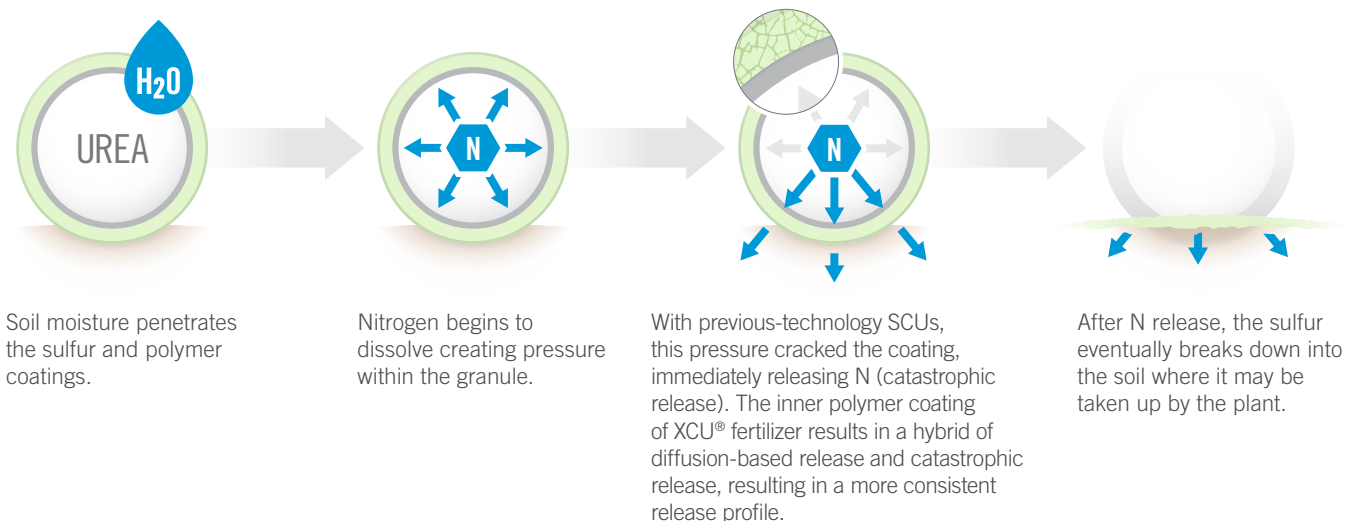 H2O
UREA
N
N
Soil moisture penetrates
the sulfur and polymer
coatings.
Nitrogen begins to
dissolve creating pressure
within the granule.
With previous-technology SCUs,
this pressure cracked the coating,
immediately releasing N (catastrophic
release). The inner polymer coating
of XCU® fertilizer results in a hybrid of
diffusion-based release and catastrophic
release, resulting in a more consistent
release profile.
After N release, the sulfur
eventually breaks down into
the soil where it may be
taken up by the plant.